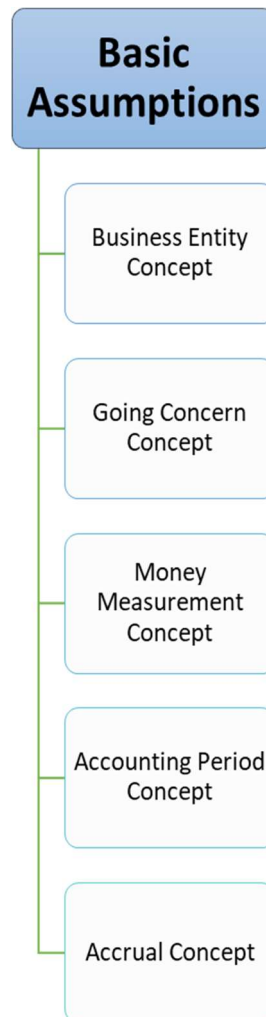 Basic
Assumptions
Business Entity
Concept
Going Concern
Concept
Money
Measurement
Concept
Accounting Period
Concept
Accrual Concept